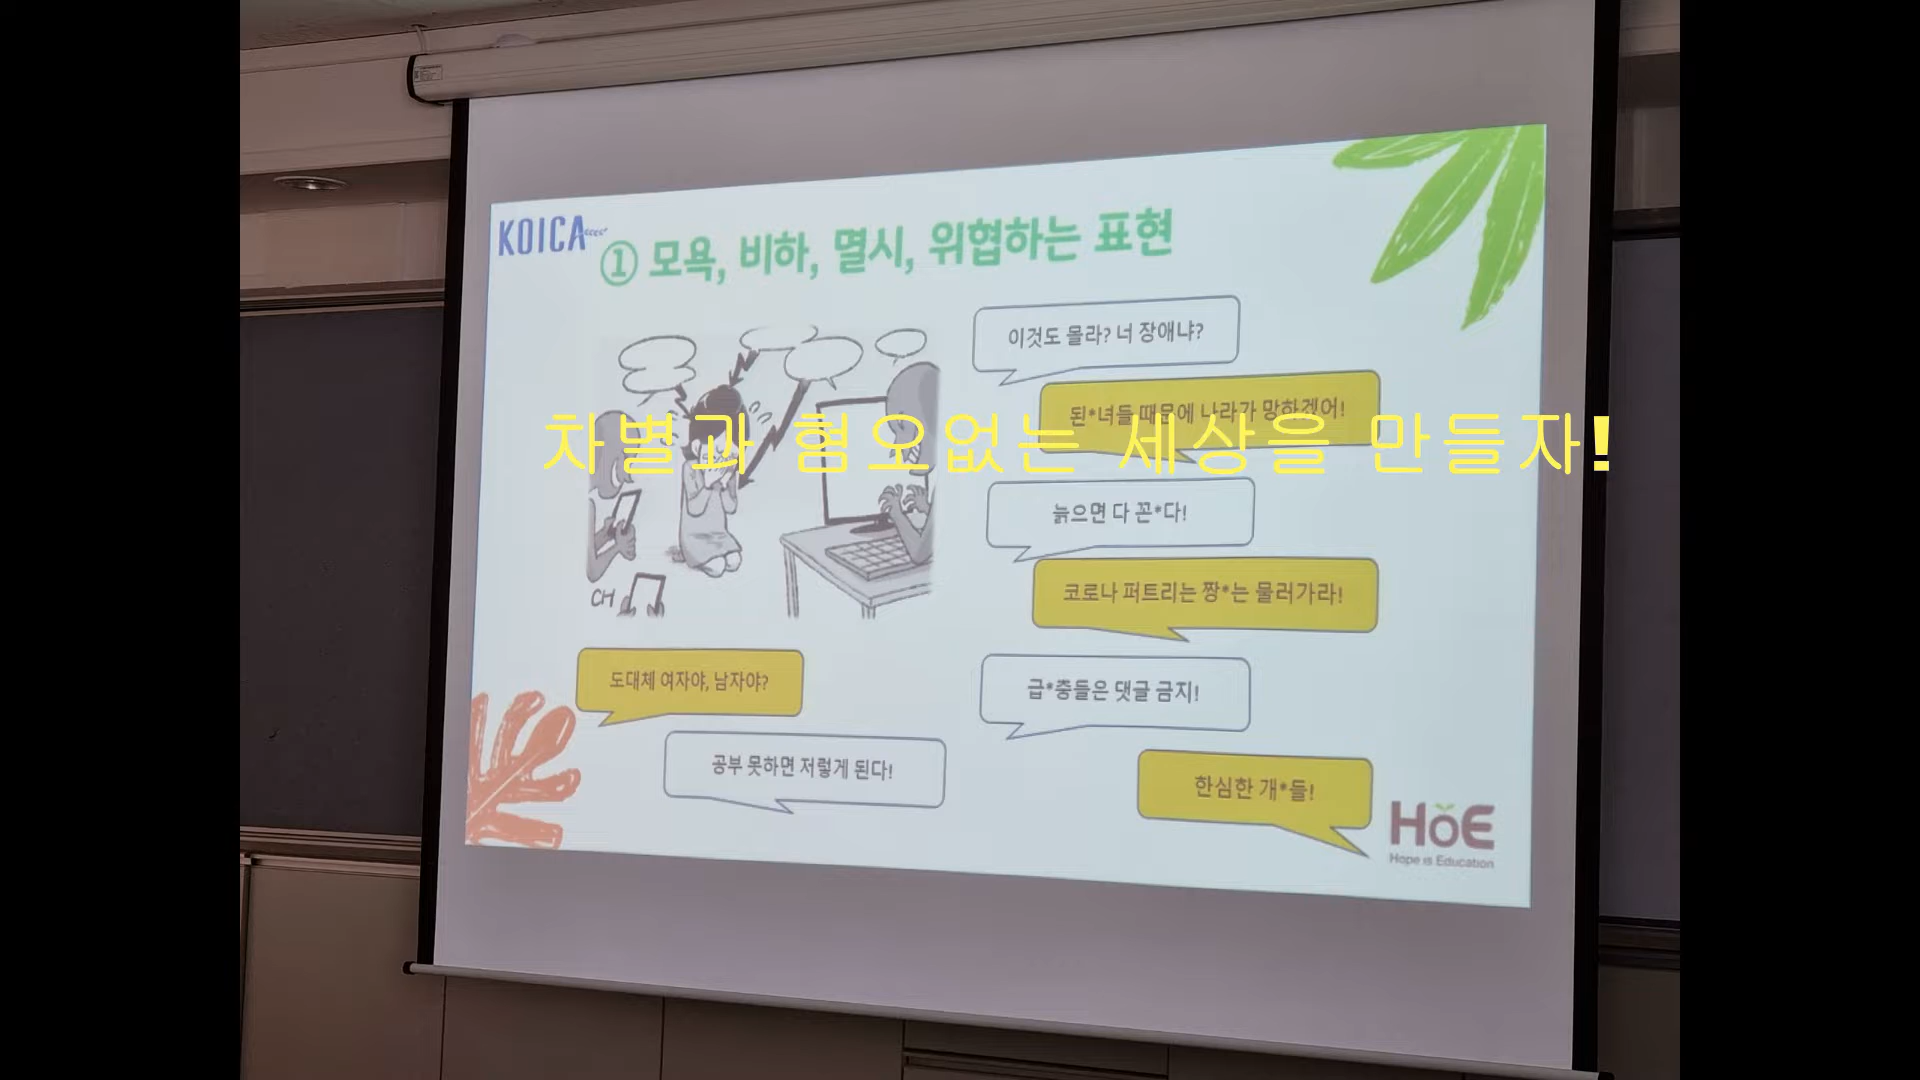 KOICA
① 모욕, 비하, 멸시, 위협하는 표현
이것도 몰라? 너 장애냐?
된*녀들 때문에 나라가 망하겠어!
차별과 혐오없는 세상을 만들자!
늙으면 다 꼰*다!
코로나 퍼트리는 짱*는 물러가라!
CH
도대체 여자야, 남자야?
급*충들은 댓글 금지!
공부 못하면 저렇게 된다!
한심한 개*들!
HoE
Hope is Education